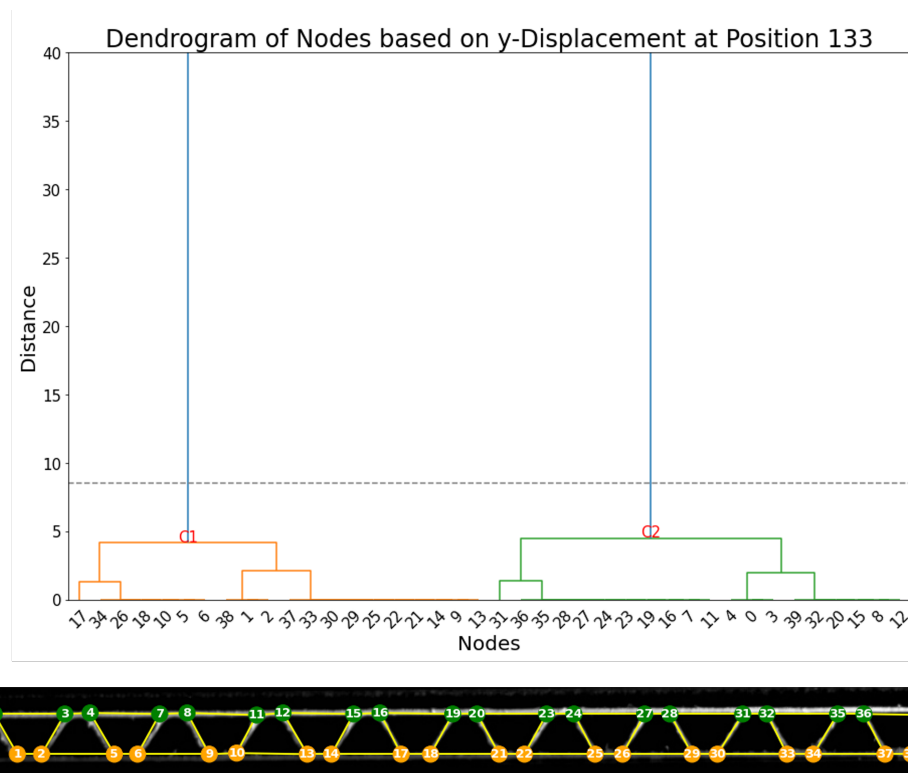 Dendrogram of Nodes based on y-Displacement at Position 133
40
35
30
25
20
15
10
5
0
Distance
C1
C2
17 34 26 18 10 5 6 38 1 2 37 33 30 29 25 22 21 14 9 13 31 36 35 28 27 24 23 19 16 7 11 4 0 3 39 32 20 15 8 12
Nodes
3 4 7 8 11 12 15 16 19 20 23 24 27 28 31 32 35 36
1 2 5 6 9 10 13 14 17 18 21 22 25 26 29 30 33 34 37